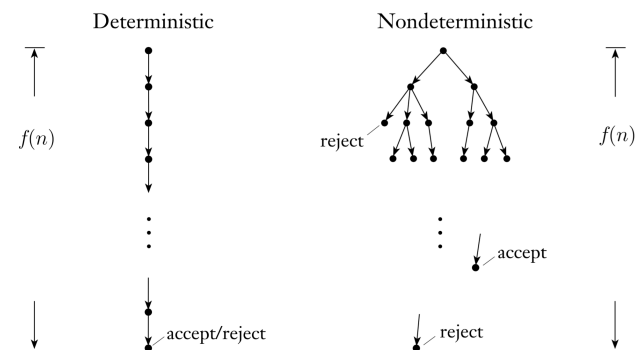 Deterministic
Nondeterministic
f(n)
reject
f(n)
accept
accept/reject
reject